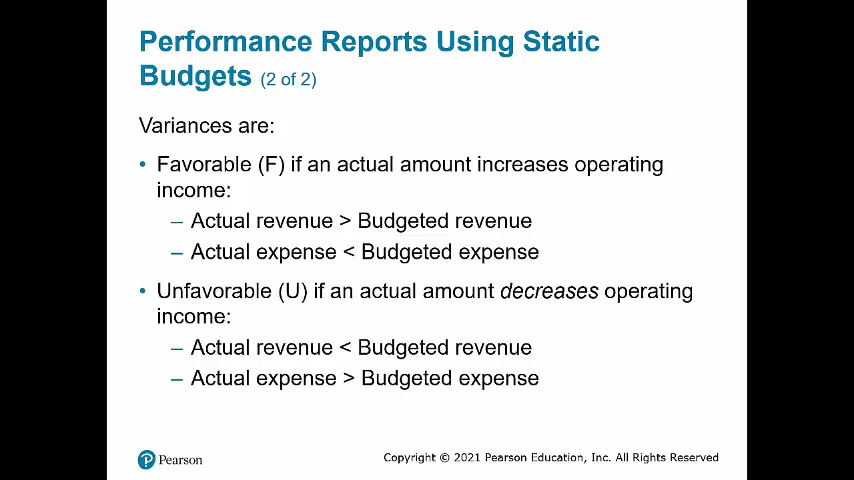 Performance Reports Using Static
Budgets (2 of 2)
Variances are:
• Favorable (F) if an actual amount increases operating
income:
– Actual revenue > Budgeted revenue
– Actual expense < Budgeted expense
• Unfavorable (U) if an actual amount decreases operating
income:
– Actual revenue < Budgeted revenue
– Actual expense > Budgeted expense
P Pearson
Copyright © 2021 Pearson Education, Inc. All Rights Reserved